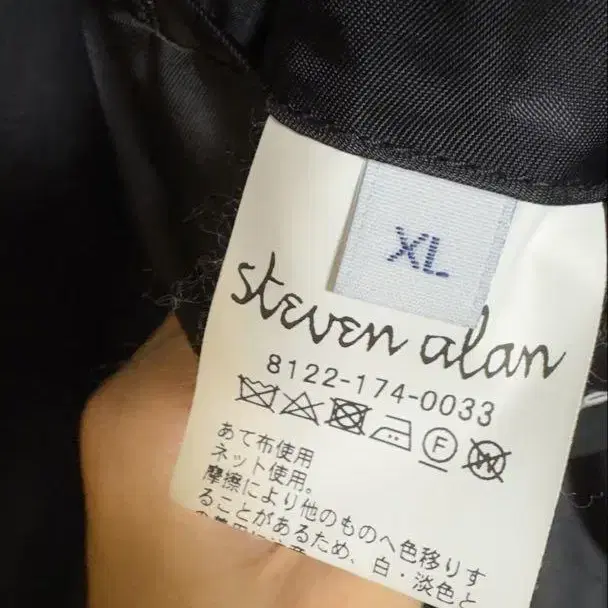 XL
steven alan
8122-174-0033
あて布使用
ネット使用。
摩擦により他のものへ色移りす
ることがあるため、白・淡色と